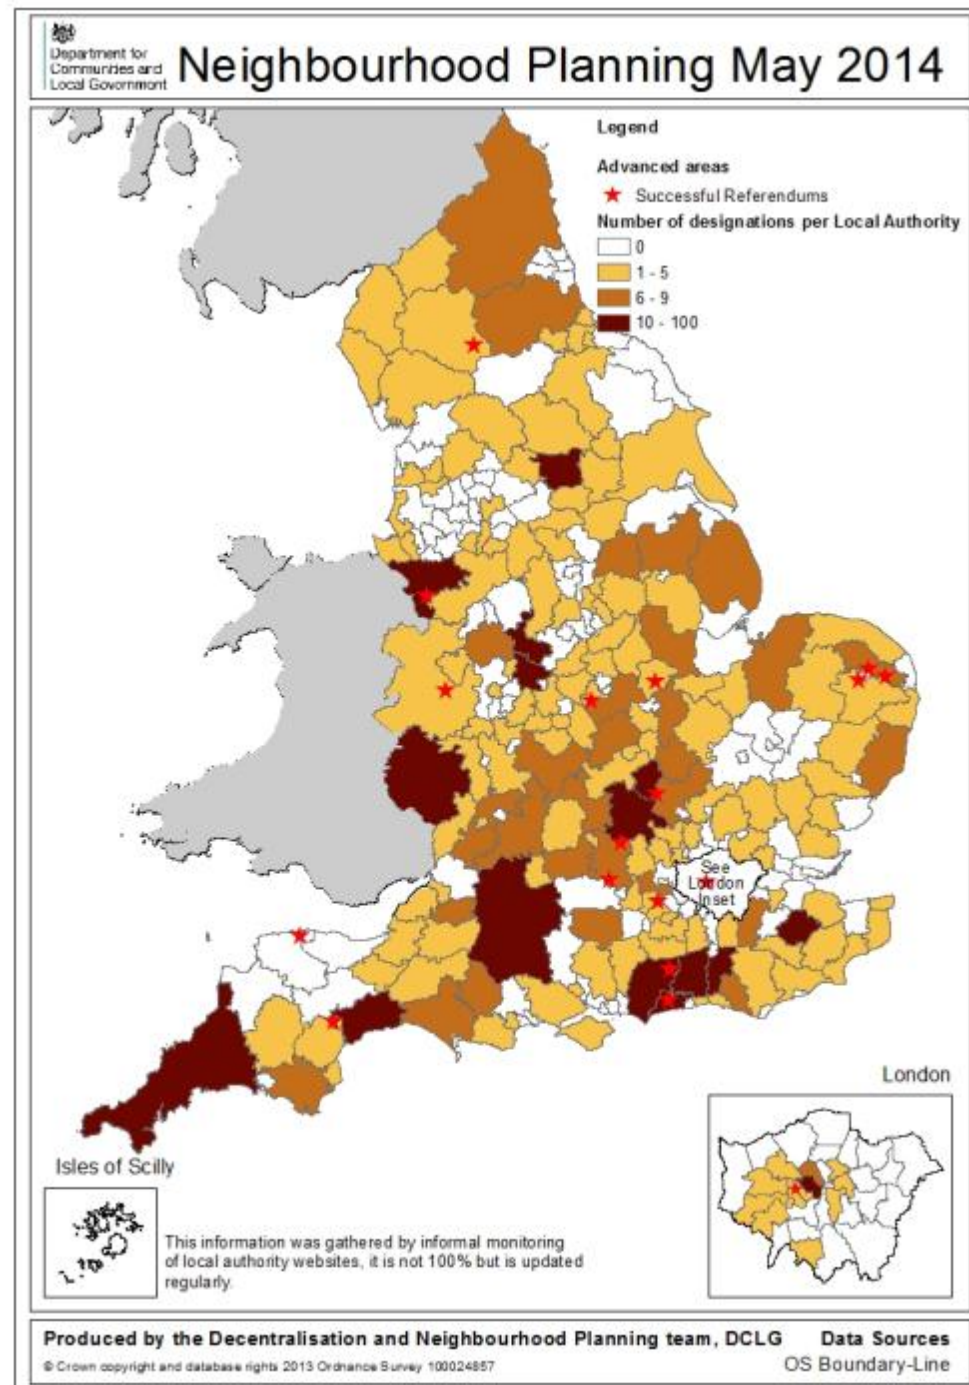 Department for
Communities and
Local Government
Neighbourhood Planning May 2014
Legend
Advanced areas
Successful Referendums
Number of designations per Local Authority
0
1 - 5
6 - 9
10 - 100
See
London
Inset
London
Isles of Scilly
This information was gathered by informal monitoring
of local authority websites, it is not 100% but is updated
regularly.
Produced by the Decentralisation and Neighbourhood Planning team, DCLG
Data Sources
© Crown copyright and database rights 2013 Ordnance Survey 100024857
OS Boundary-Line